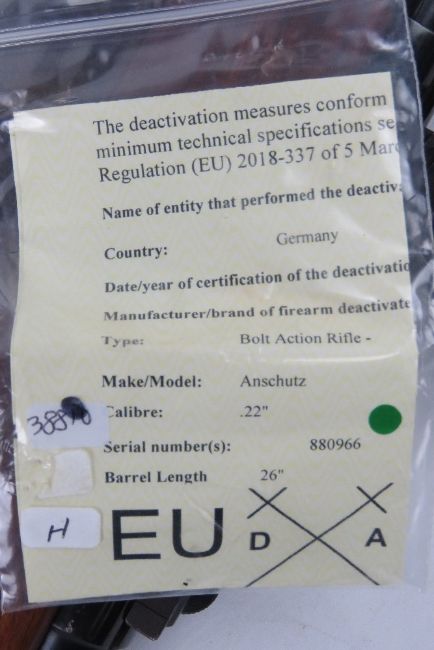 The deactivation measures conform
minimum technical specifications se
Regulation (EU) 2018-337 of 5 Marc
Name of entity that performed the deactiv
Country: Germany
Date/year of certification of the deactivatio
Manufacturer/brand of firearm deactivate
Type: Bolt Action Rifle -
Make/Model: Anschutz
Calibre: .22"
Serial number(s): 880966
Barrel Length 26"
H
EU D A